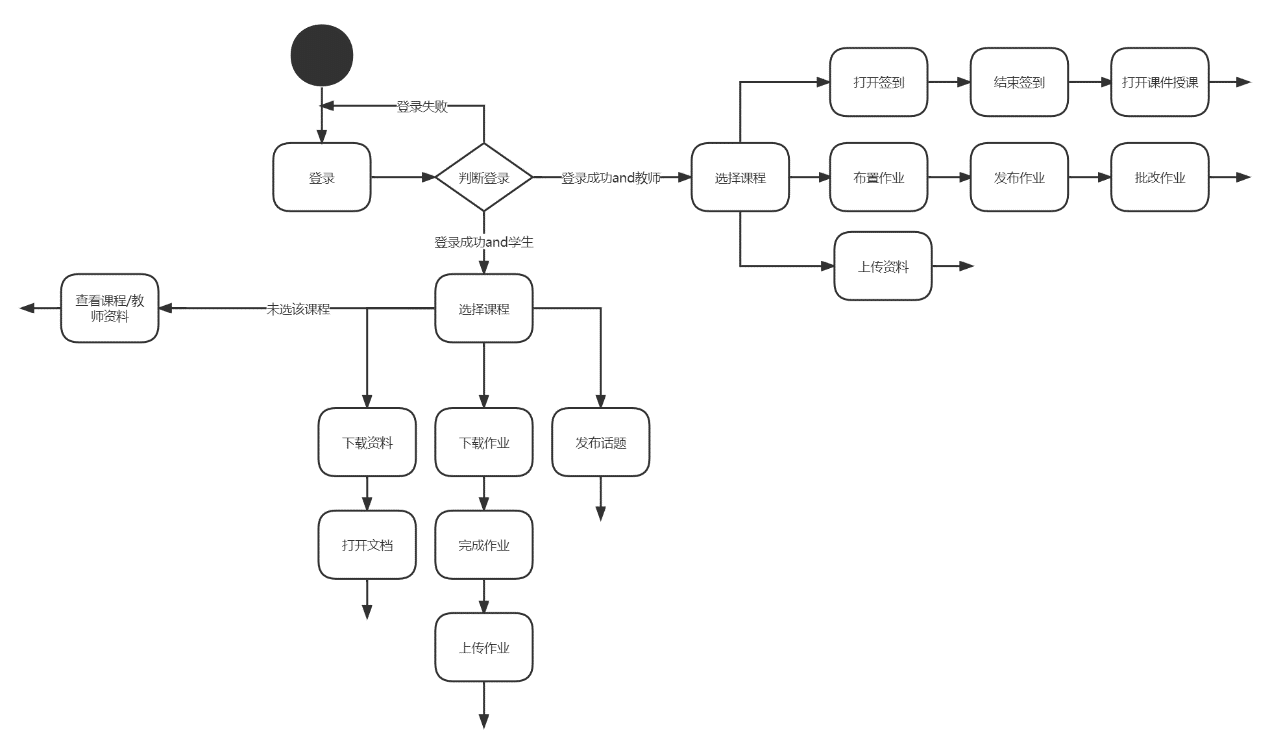 打开签到
结束签到
打开课件授课
登录失败
登录
判断登录
登录成功and教师
选择课程
布置作业
发布作业
批改作业
登录成功and学生
上传资料
查看课程/教
师资料
未选该课程
选择课程
下载资料
下载作业
发布话题
打开文档
完成作业
上传作业